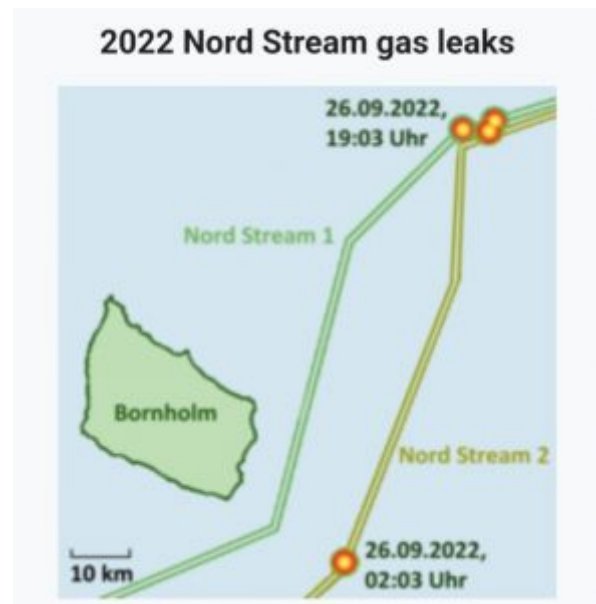 2022 Nord Stream gas leaks
26.09.2022,
19:03 Uhr
Nord Stream 1
Bornholm
Nord Stream 2
26.09.2022,
02:03 Uhr
10 km